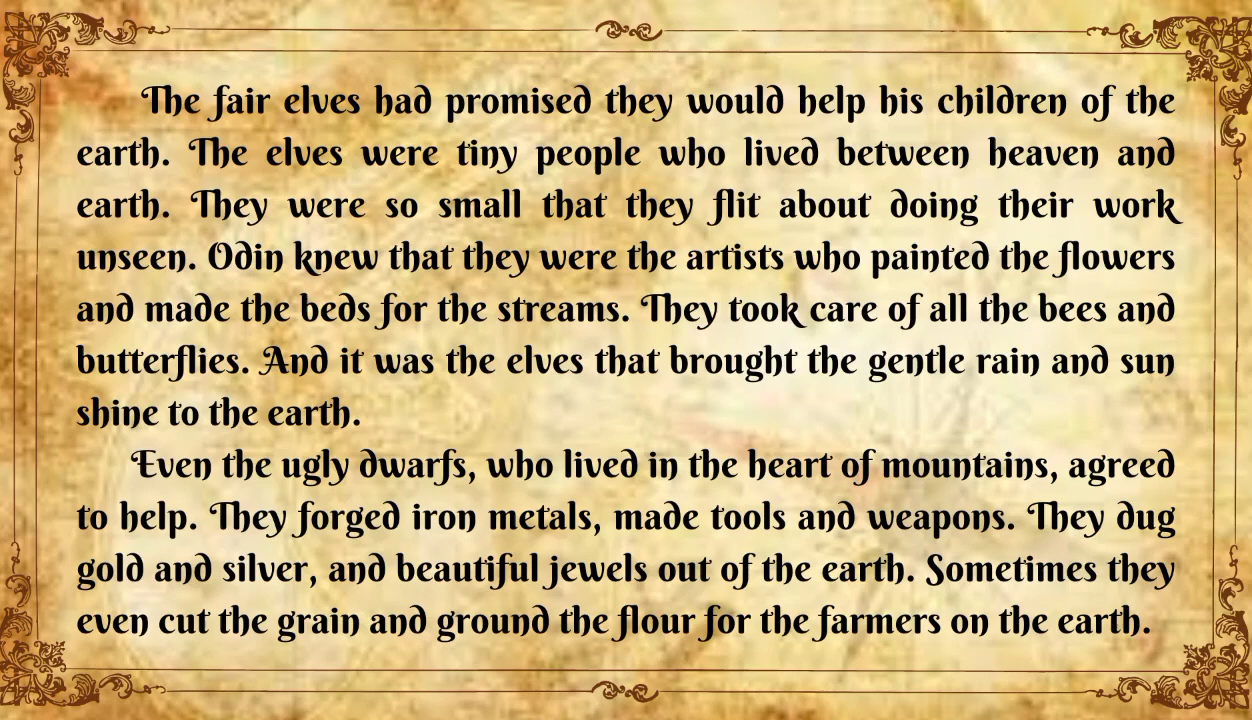 The fair elves had promised they would help his children of the
earth. The elves were tiny people who lived between heaven and
earth. They were so small that they flit about doing their work
unseen. Odin knew that they were the artists who painted the flowers
and made the beds for the streams. They took care of all the bees and
butterflies. And it was the elves that brought the gentle rain and sun
shine to the earth.
Even the ugly dwarfs, who lived in the heart of mountains, agreed
to help. They forged iron metals, made tools and weapons. They dug
gold and silver, and beautiful jewels out of the earth. Sometimes they
even cut the grain and ground the flour for the farmers on the earth.